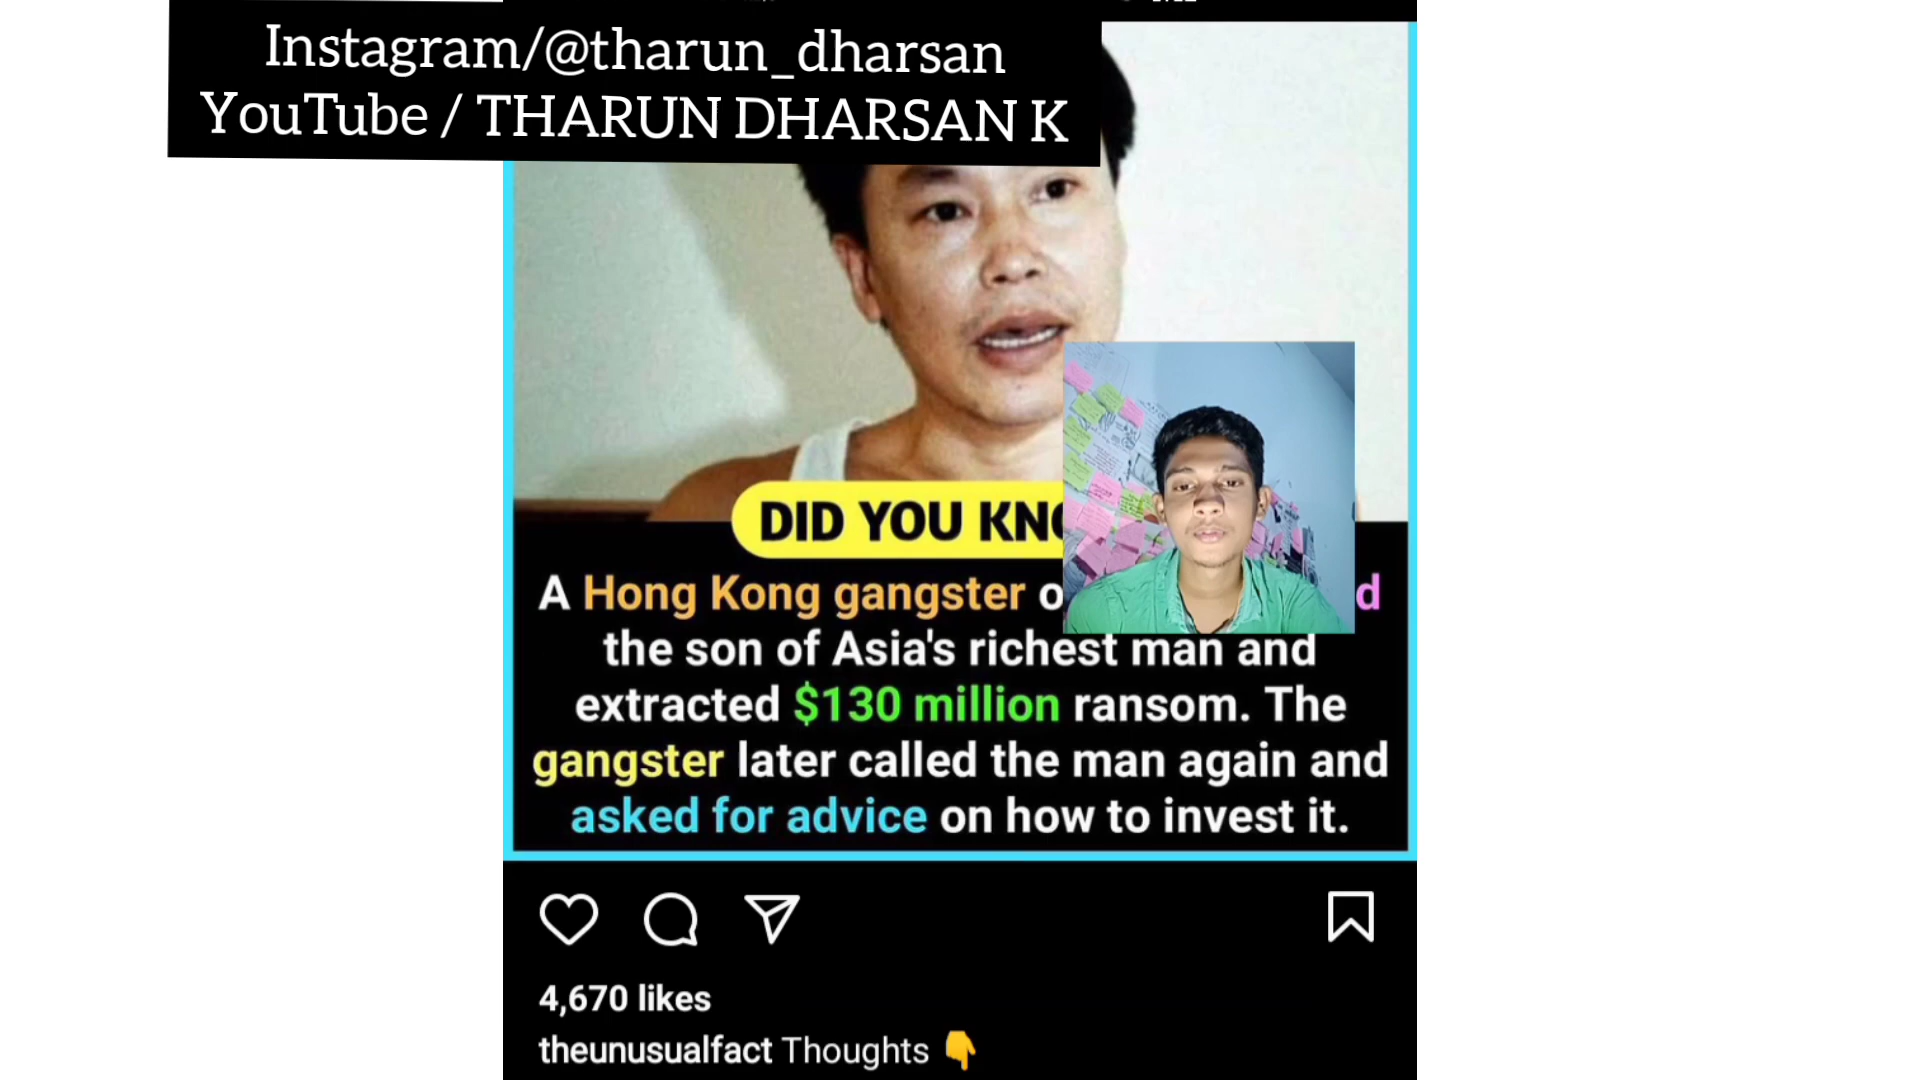 Instagram/@tharun_dharsan
YouTube / THARUN DHARSAN K
DID YOU
A Hong Kong gangster
the son of Asia's richest man and
extracted $130 million ransom. The
gangster later called the man again and
asked for advice on how to invest it.
4,670 likes
theunusualfact Thoughts 👇